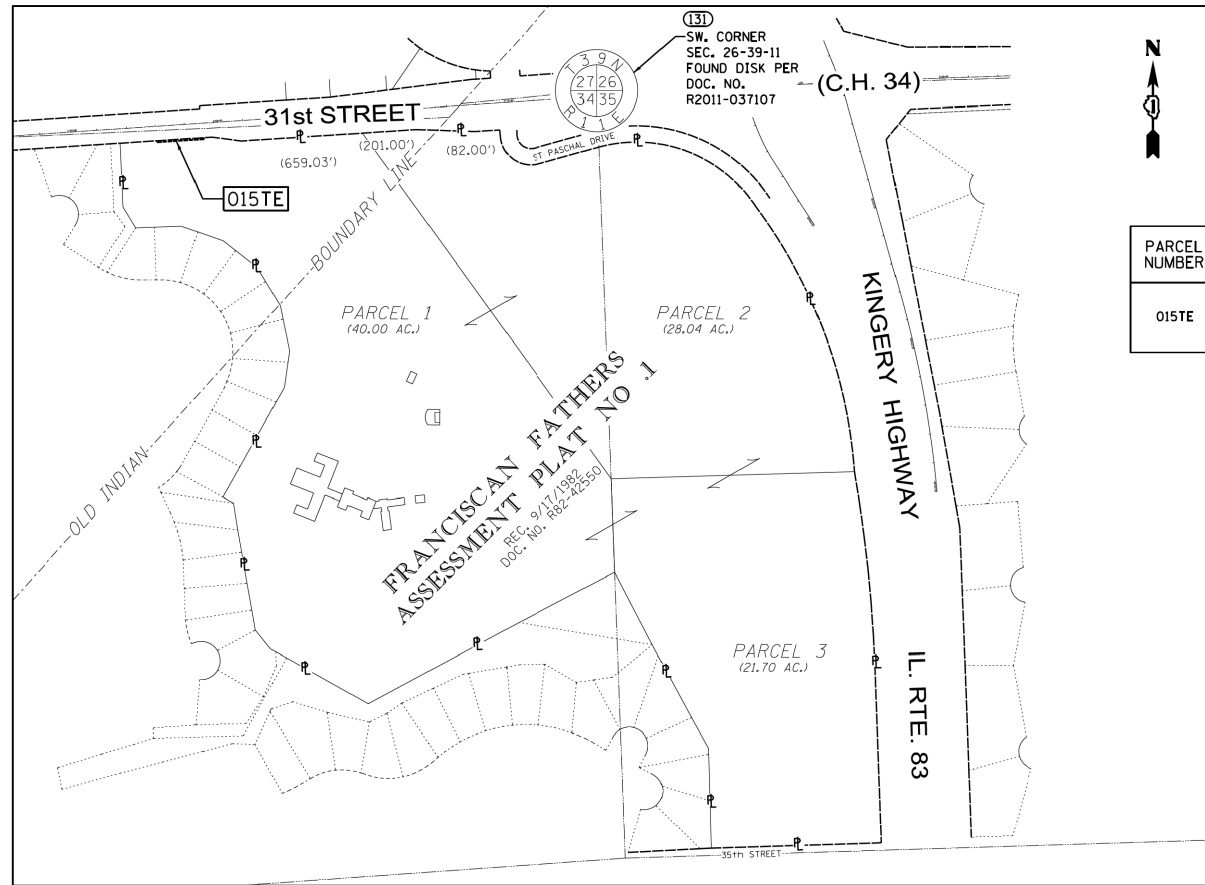 131
SW. CORNER
SEC. 26-39-11
FOUND DISK PER
DOC. NO.
R2011-037107
T39N
27 26
34 35
R11E
(C.H. 34)
N
31st STREET
(659.03')
(201.00')
(82.00')
ST PASCHAL DRIVE
015TE
OLD INDIAN
BOUNDARY LINE
PARCEL 1
(40.00 AC.)
PARCEL 2
(28.04 AC.)
PARCEL
NUMBER
015TE
KINGERY HIGHWAY
FRANCISCAN FATHERS
ASSESSMENT PLAT NO .1
REC. 9/17/1982
DOC. NO. R82-42550
PARCEL 3
(21.70 AC.)
IL. RTE. 83
35th STREET